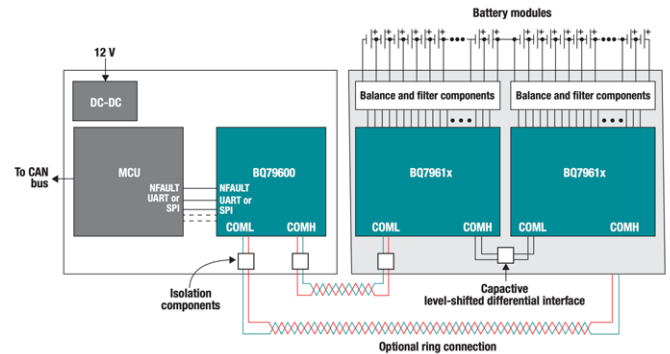 Battery modules
12 V
DC-DC
Balance and filter components
Balance and filter components
MCU
BQ79600
BQ7961x
BQ7961x
To CAN
bus
NFAULT
UART or
SPI
NFAULT
UART or
SPI
COML
COMH
COML
COMH
COML
COMH
Isolation
components
Capactive
level-shifted differential interface
Optional ring connection